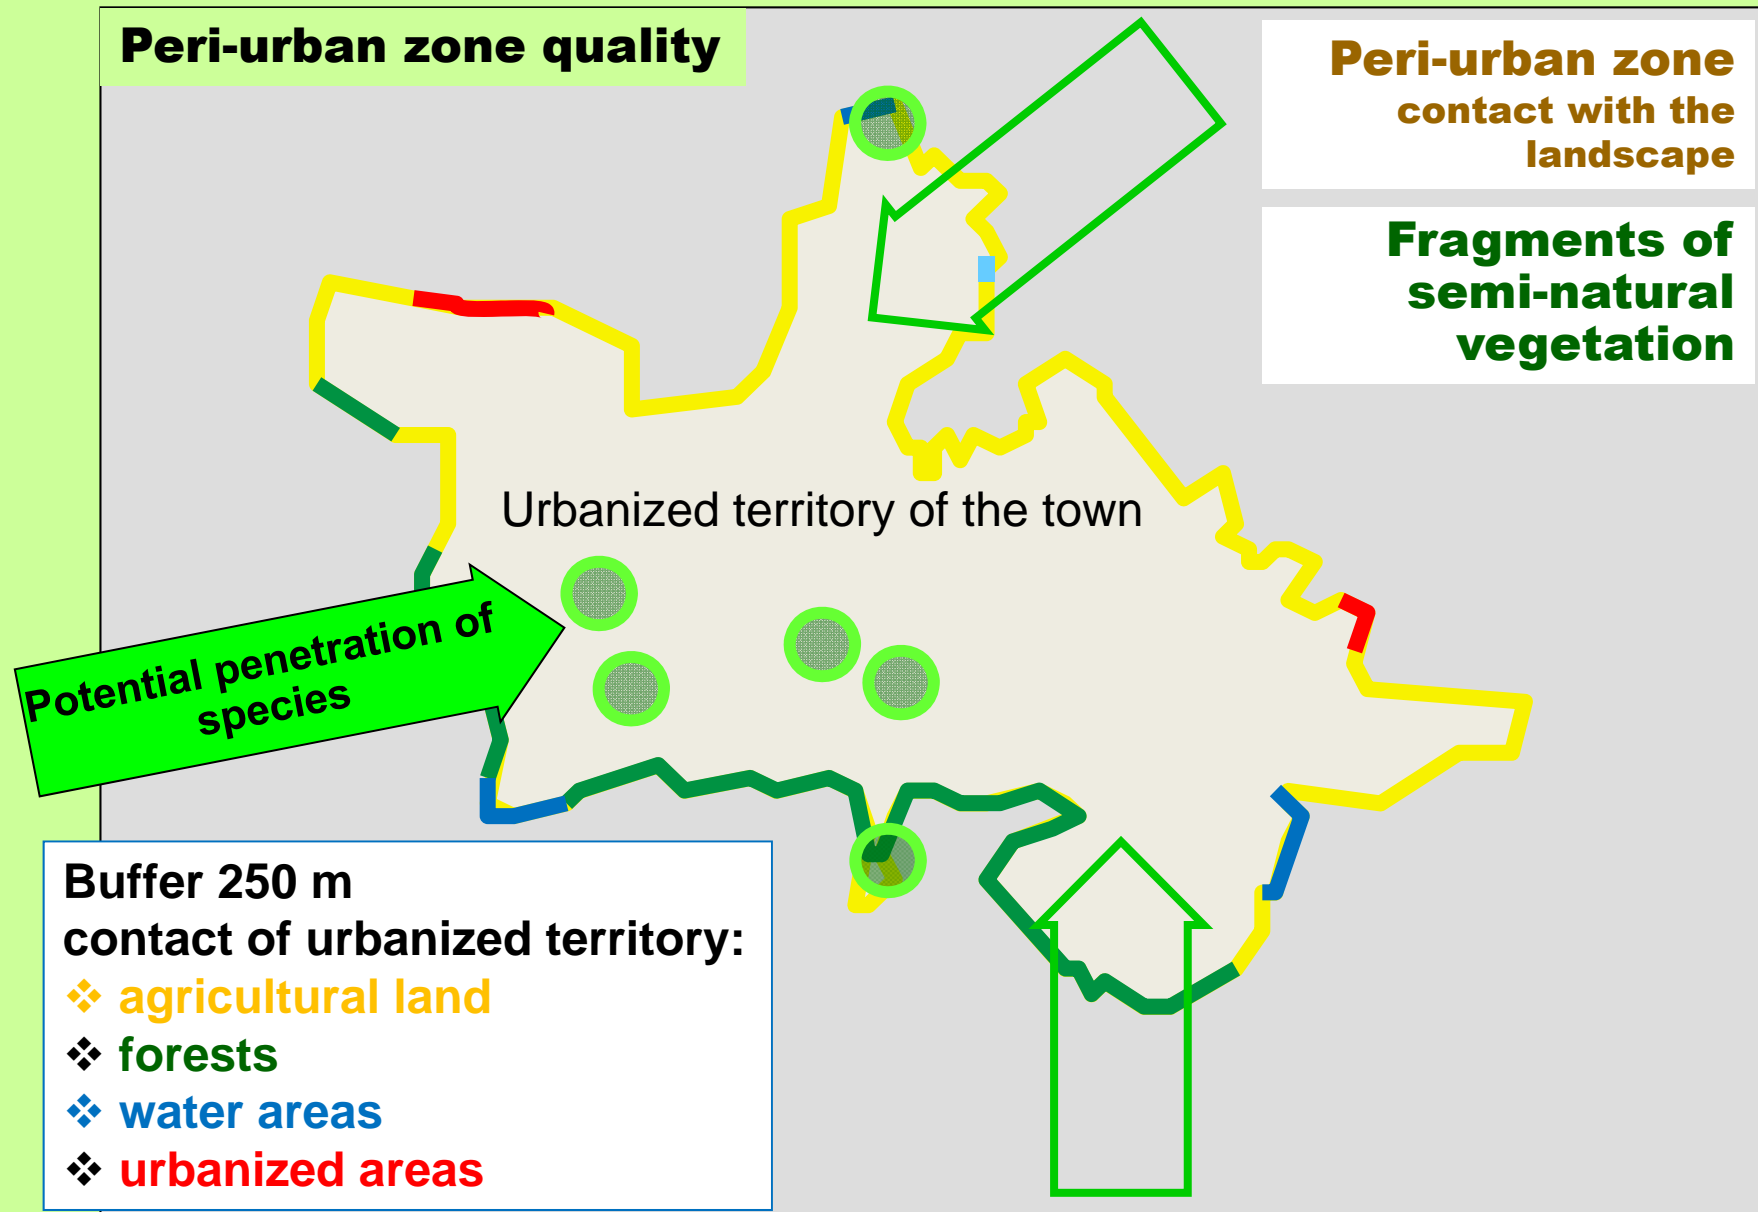 Peri-urban zone quality
Peri-urban zone
contact with the
landscape
Fragments of
semi-natural
vegetation
Urbanized territory of the town
Potential penetration of
species
Buffer 250 m
contact of urbanized territory:
❖ agricultural land
❖ forests
❖ water areas
❖ urbanized areas